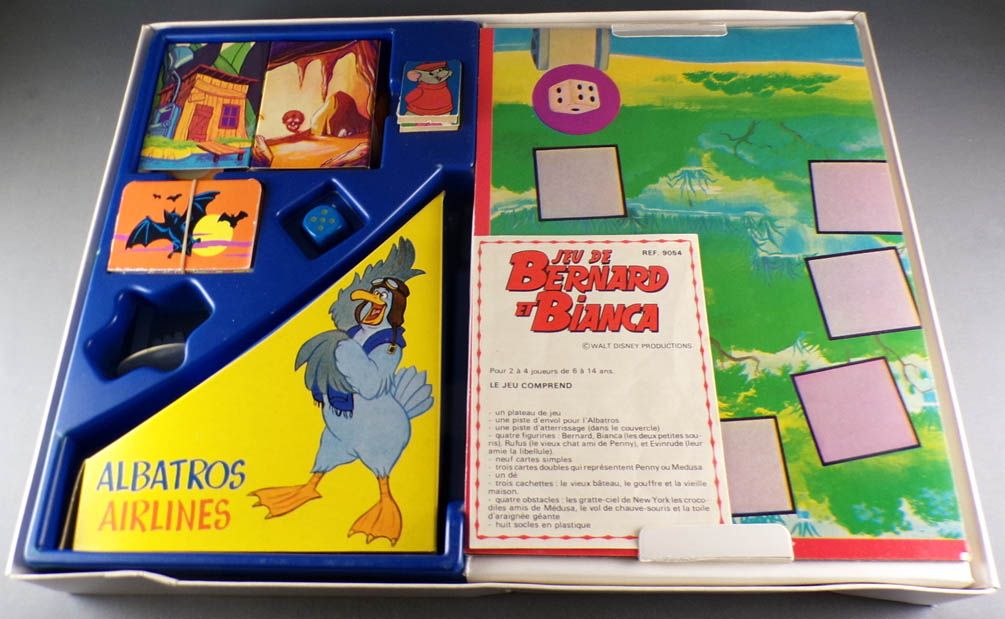 ALBATROS
AIRLINES
JEU DE
BERNARD
ET BIANCA
REF. 9054
©WALT DISNEY PRODUCTIONS
Pour 2 à 4 joueurs de 6 à 14 ans.
LE JEU COMPREND
- un plateau de jeu
- une piste d'envol pour l'Albatros
- une piste d'atterrissage (dans le couvercle)
- quatre figurines : Bernard, Bianca (les deux petites sou-
ris), Rufus (le vieux chat ami de Penny), et Evinrude (leur
amie la libellule).
- neuf cartes simples
- trois cartes doubles qui représentent Penny ou Medusa.
- un dé
- trois cachettes : le vieux bâteau, le gouffre et la vieille
maison.
- quatre obstacles : les gratte-ciel de New York les croco-
diles amis de Médusa, le vol de chauve-souris et la toile
d'araignée géante
- huit socles en plastique